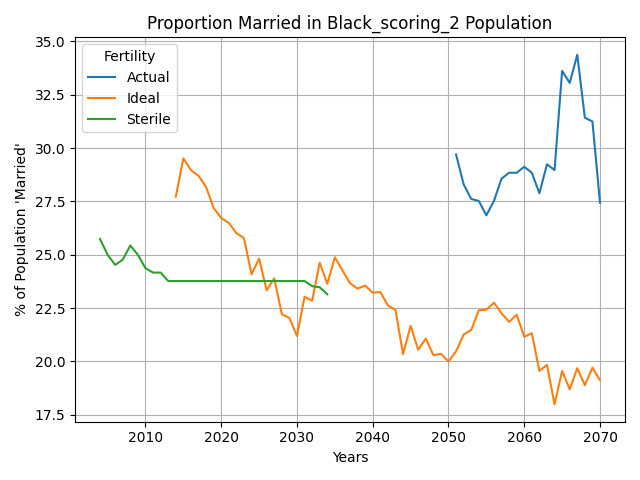 Proportion Married in Black_scoring_2 Population
% of Population 'Married'
35.0
32.5
30.0
27.5
25.0
22.5
20.0
17.5
Fertility
Actual
Ideal
Sterile
2010 2020 2030 2040 2050 2060 2070
Years